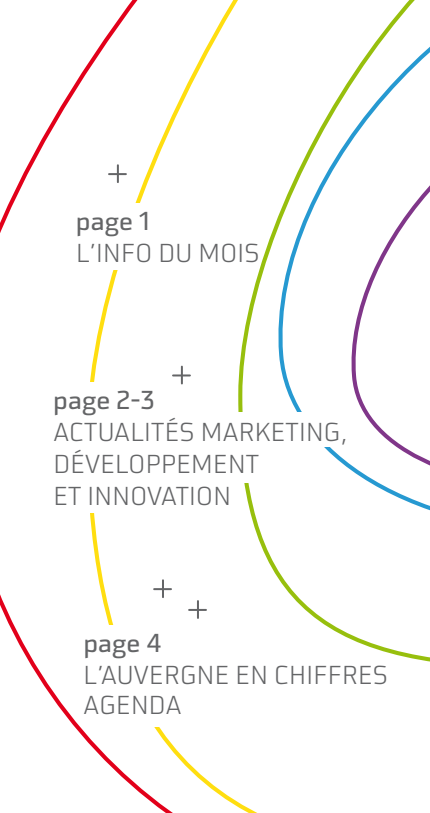 page 1
L'INFO DU MOIS
page 2-3
ACTUALITÉS MARKETING,
DÉVELOPPEMENT
ET INNOVATION
page 4
L'AUVERGNE EN CHIFFRES
AGENDA